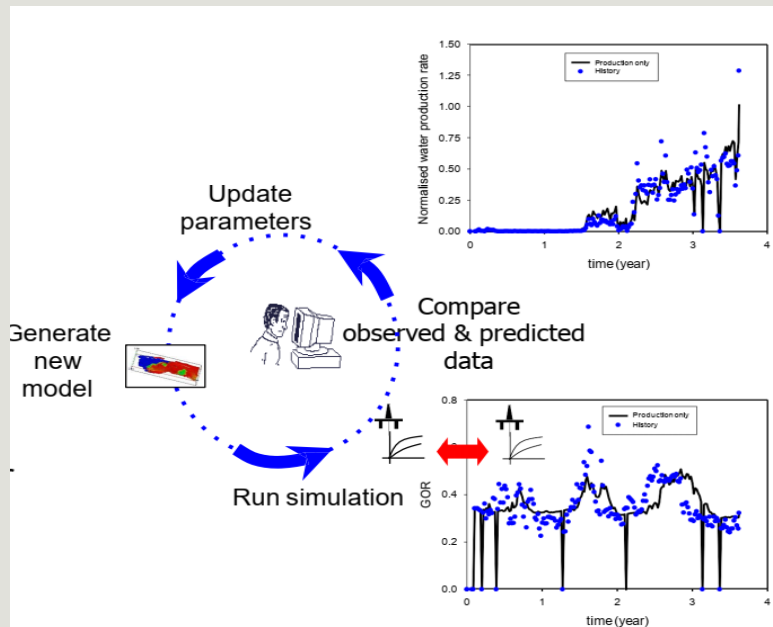 1.50
1.25
1.00
0.75
0.50
0.25
0.00
Normalised water production rate
Production only
History
0 1 2 3 4
time (year)
Update
parameters
Generate
new
model
Compare
observed & predicted
data
Run simulation
0.8
0.4
0.2
0.0
GOR
Production only
History
0 1 2 3 4
time (year)